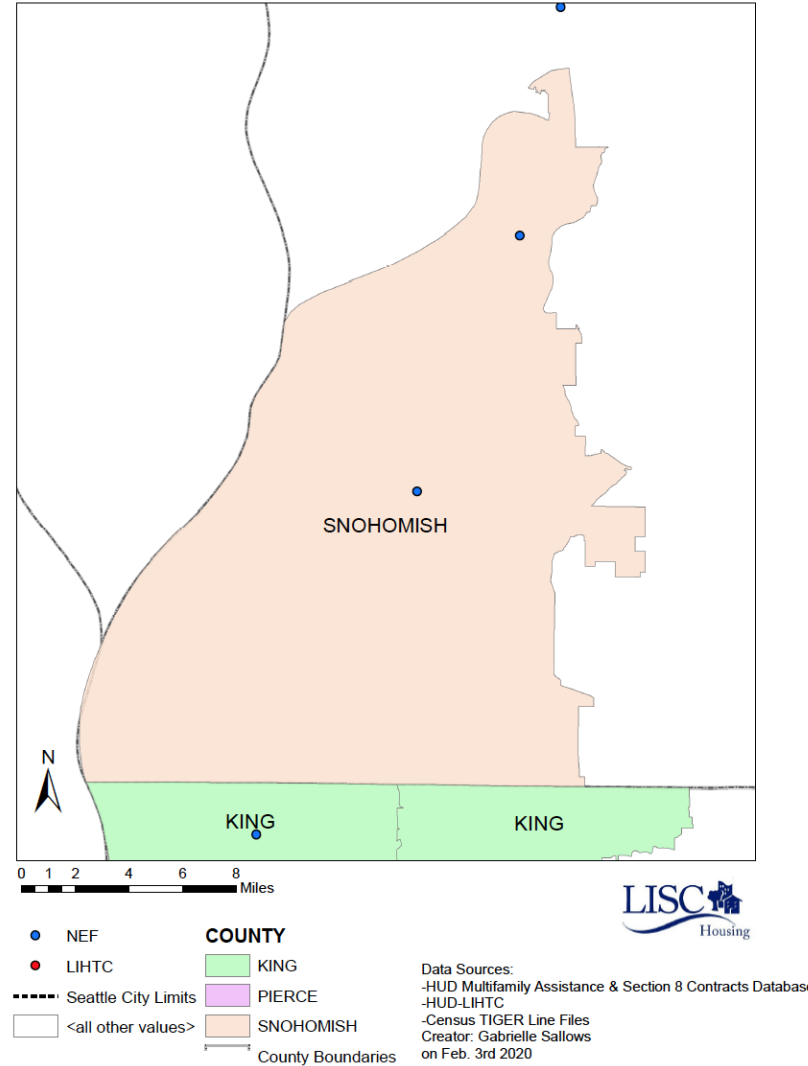 SNOHOMISH
N
KING
KING
0 1 2 4 6 8
Miles
LISC
Housing
NEF
LIHTC
Seattle City Limits
<all other values>
COUNTY
KING
PIERCE
SNOHOMISH
County Boundaries
Data Sources:
-HUD Multifamily Assistance & Section 8 Contracts Database
-HUD-LIHTC
-Census TIGER Line Files
Creator: Gabrielle Sallows
on Feb. 3rd 2020